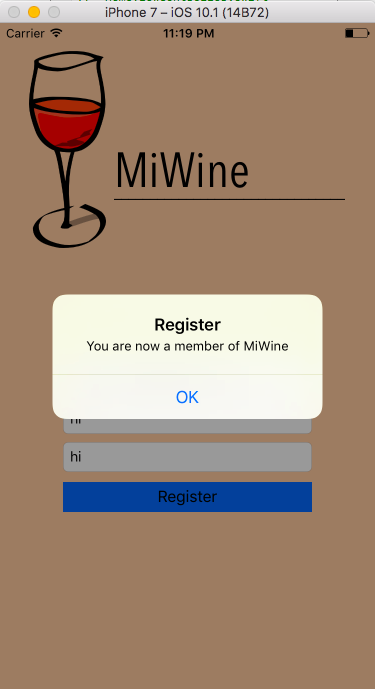 iPhone 7 – iOS 10.1 (14B72)
Carrier 11:19 PM
MiWine
Register
You are now a member of MiWine
OK
hi
hi
Register